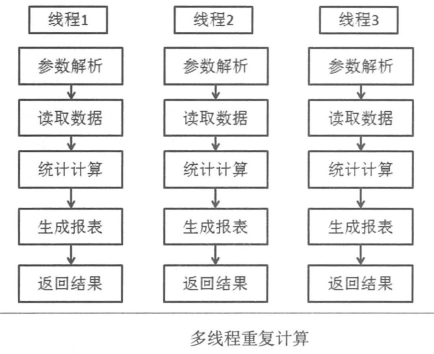 线程1 线程2 线程3
参数解析 参数解析 参数解析
读取数据 读取数据 读取数据
统计计算 统计计算 统计计算
生成报表 生成报表 生成报表
返回结果 返回结果 返回结果
多线程重复计算